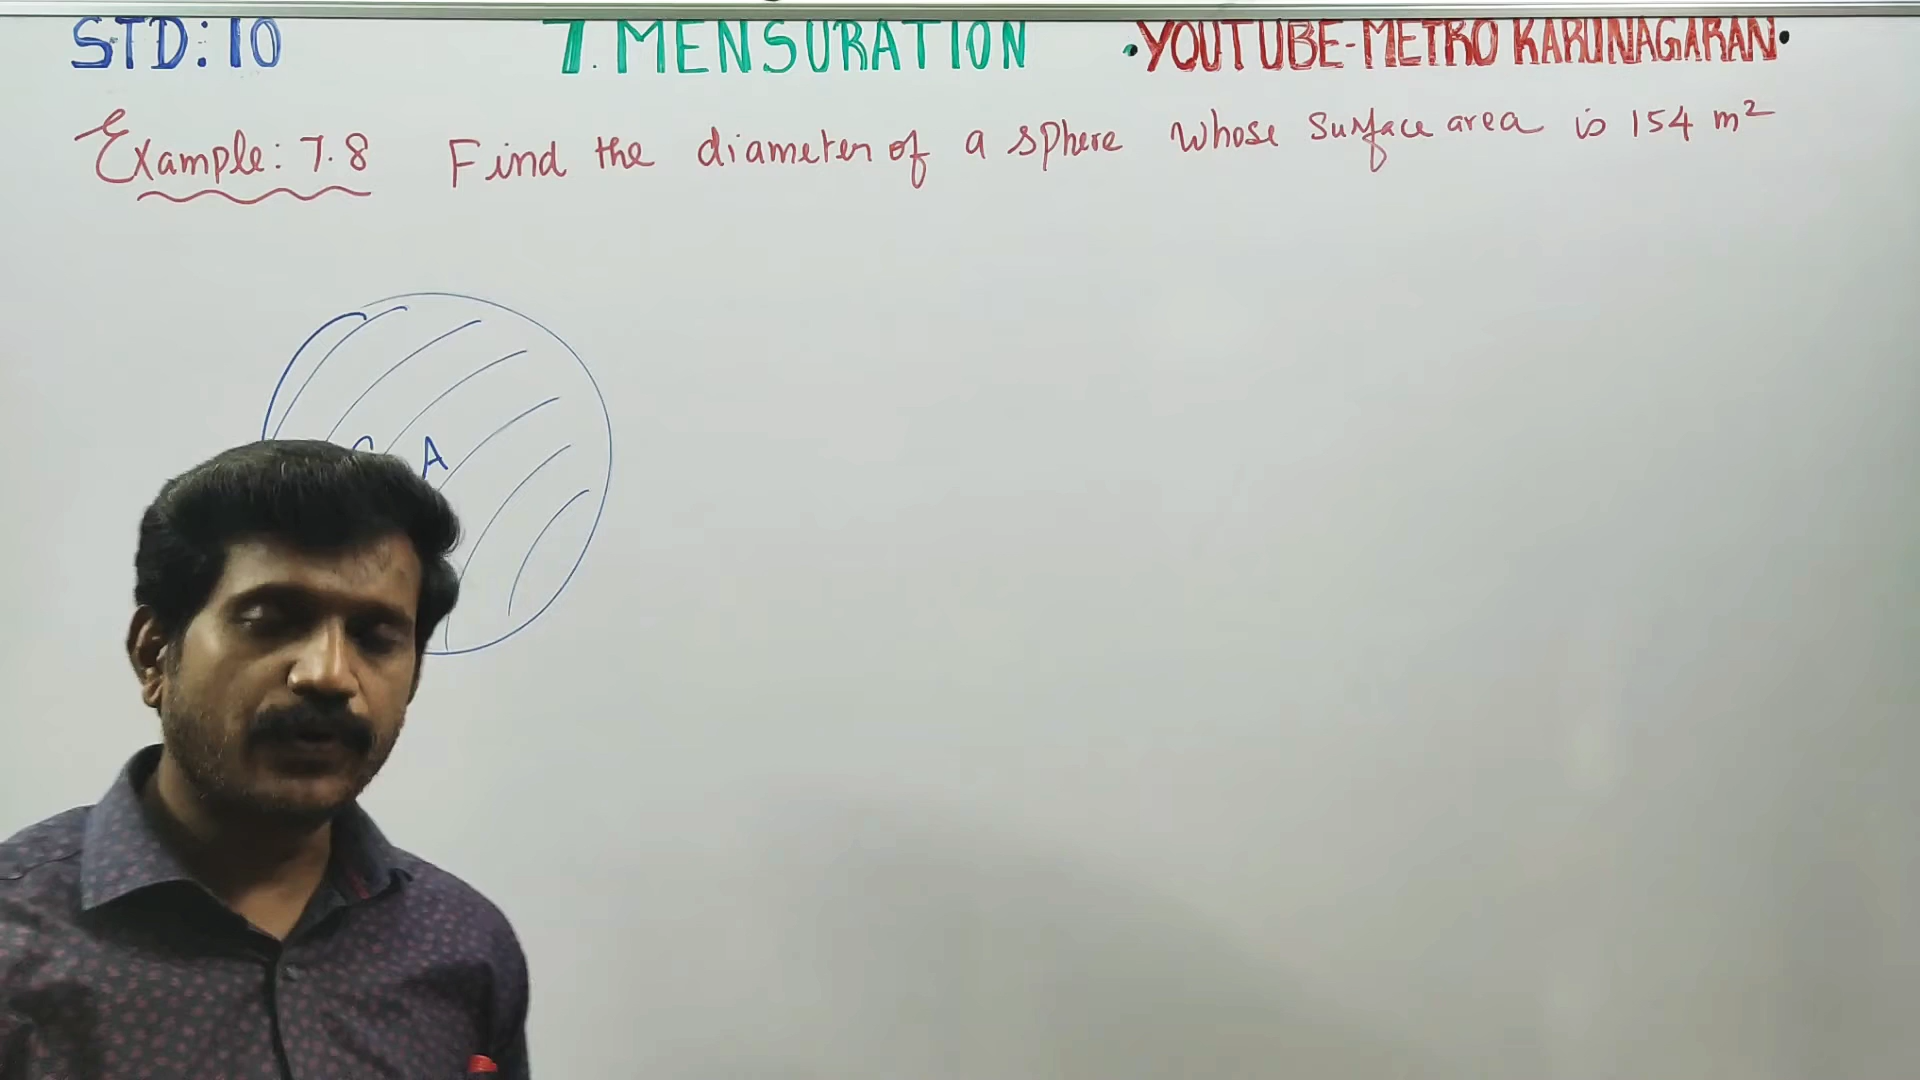 STD: 10 7. MENSURATION •YOUTUBE-METRO KARUNAGARAN•
Example: 7.8 Find the diameter of a sphere whose surface area is 154 m²
A